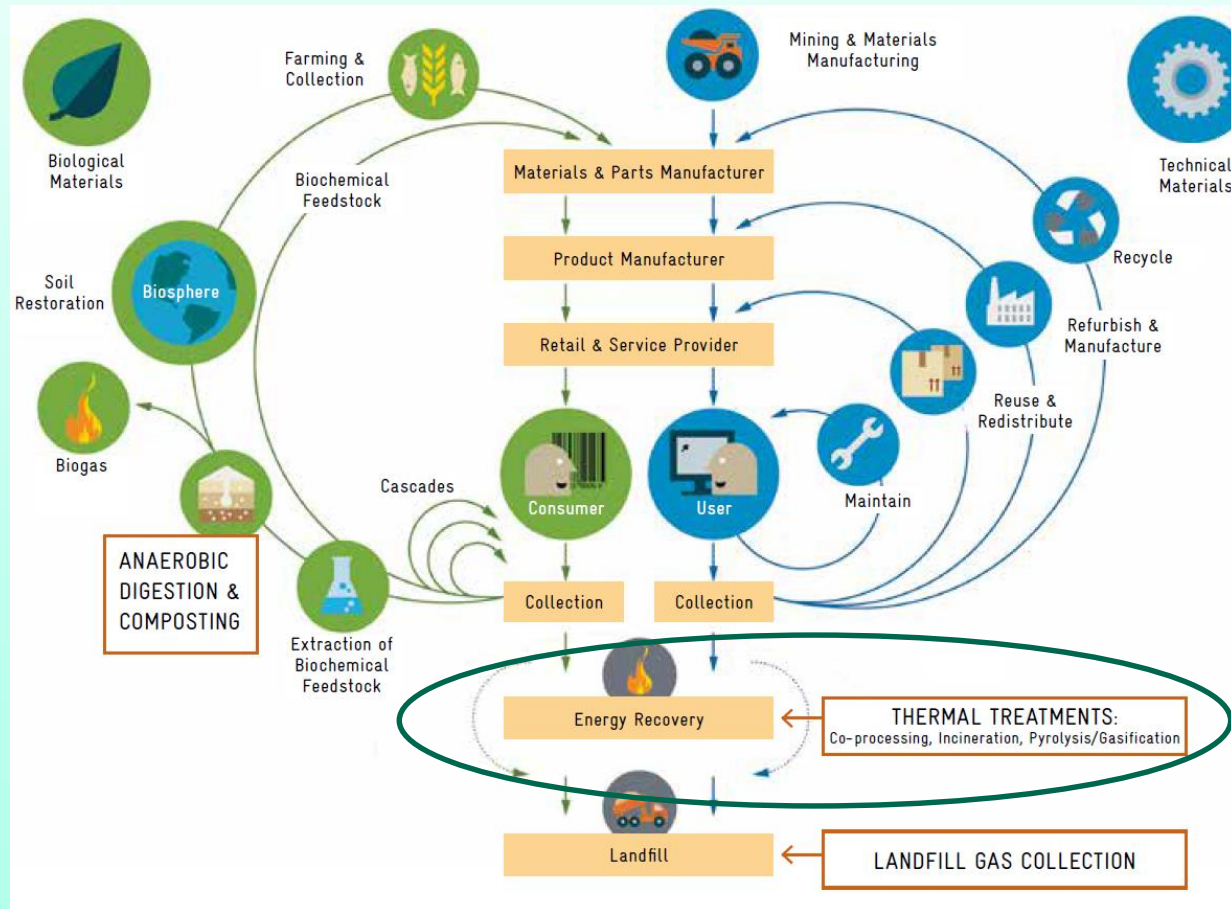 Biological
Materials
Farming &
Collection
Mining & Materials
Manufacturing
Technical
Materials
Biochemical
Feedstock
Materials & Parts Manufacturer
Recycle
Soil
Restoration
Biosphere
Product Manufacturer
Refurbish &
Manufacture
Retail & Service Provider
Reuse &
Redistribute
Biogas
Cascades
Consumer
User
Maintain
ANAEROBIC
DIGESTION &
COMPOSTING
Collection
Collection
Extraction of
Biochemical
Feedstock
Energy Recovery
THERMAL TREATMENTS:
Co-processing, Incineration, Pyrolysis/Gasification
Landfill
LANDFILL GAS COLLECTION